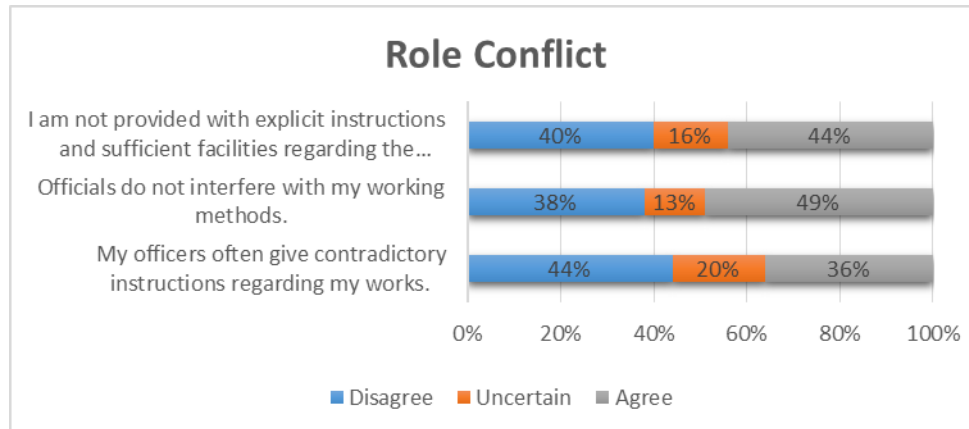 Role Conflict
I am not provided with explicit instructions
and sufficient facilities regarding the...
40% 16% 44%
Officials do not interfere with my working
methods.
38% 13% 49%
My officers often give contradictory
instructions regarding my works.
44% 20% 36%
0% 20% 40% 60% 80% 100%
Disagree Uncertain Agree